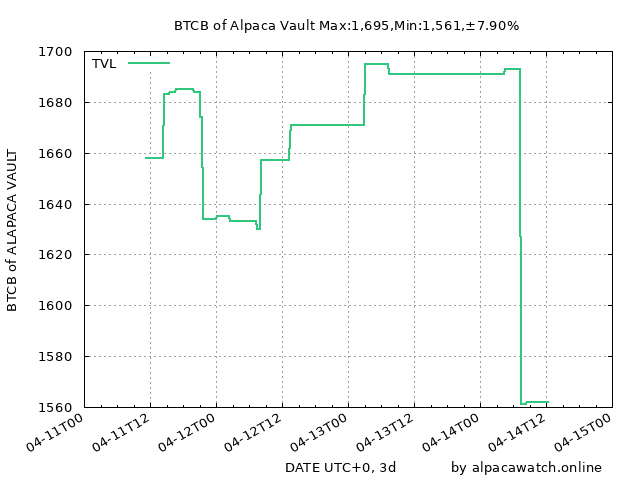 BTCB of Alpaca Vault Max:1,695,Min:1,561,±7.90%
TVL
BTCB of ALAPACA VAULT
1700
1680
1660
1640
1620
1600
1580
1560
04-11T00
04-11T12
04-12T00
04-12T12
04-13T00
04-13T12
04-14T00
04-14T12
04-15T00
DATE UTC+0, 3d
by alpacawatch.online